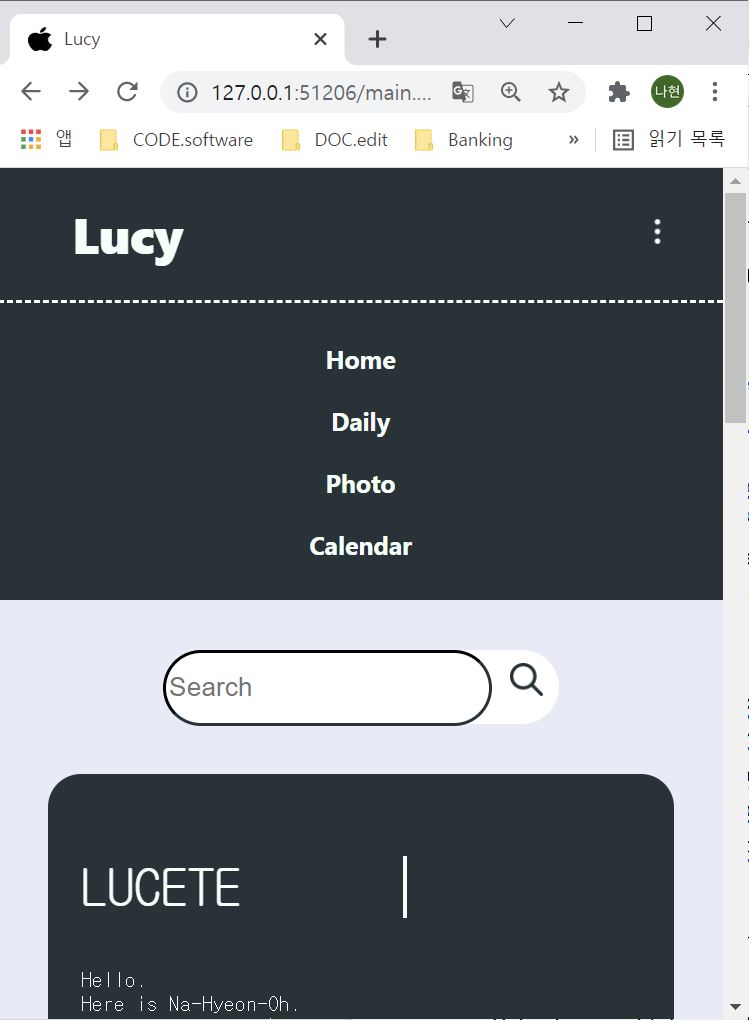 Lucy
127.0.0.1:51206/main....
나현
앱 CODE.software DOC.edit Banking » 읽기 목록
Lucy
Home
Daily
Photo
Calendar
Search
LUCETE
Hello.
Here is Na-Hyeon-Oh.